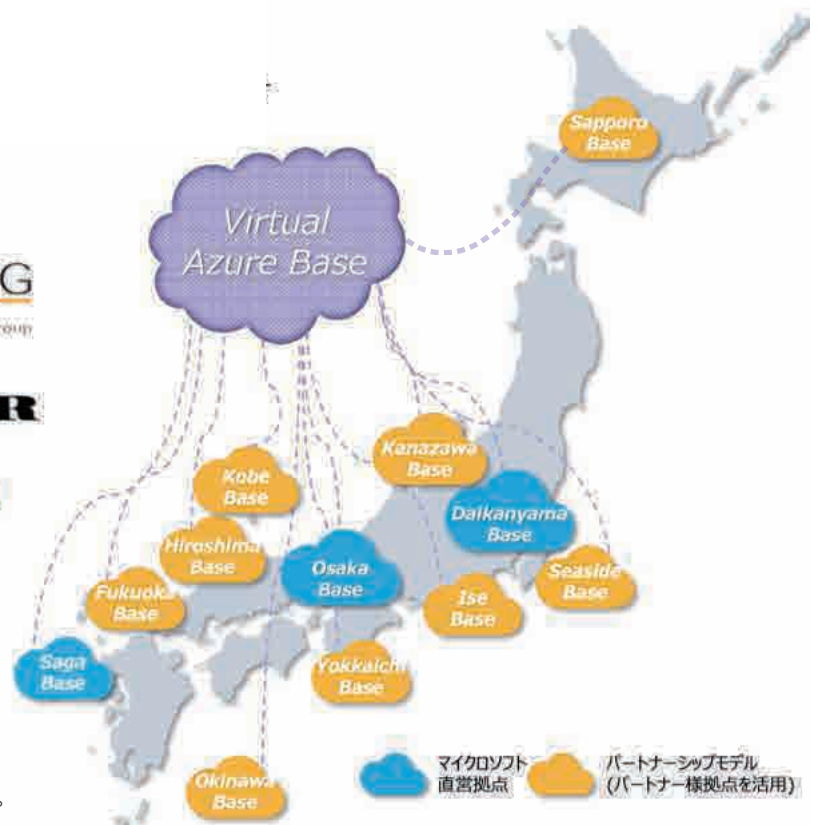 Sapporo
Base
Virtual
Azure Base
G
roup
R
Kanazawa
Base
Kobe
Base
Daikanyama
Base
Hiroshima
Base
Osaka
Base
Seaside
Base
Fukuoka
Base
Ise
Base
Saga
Base
Yokkaichi
Base
マイクロソフト
直営拠点
パートナーシップモデル
(パートナー様拠点を活用)
Okinawa
Base
。